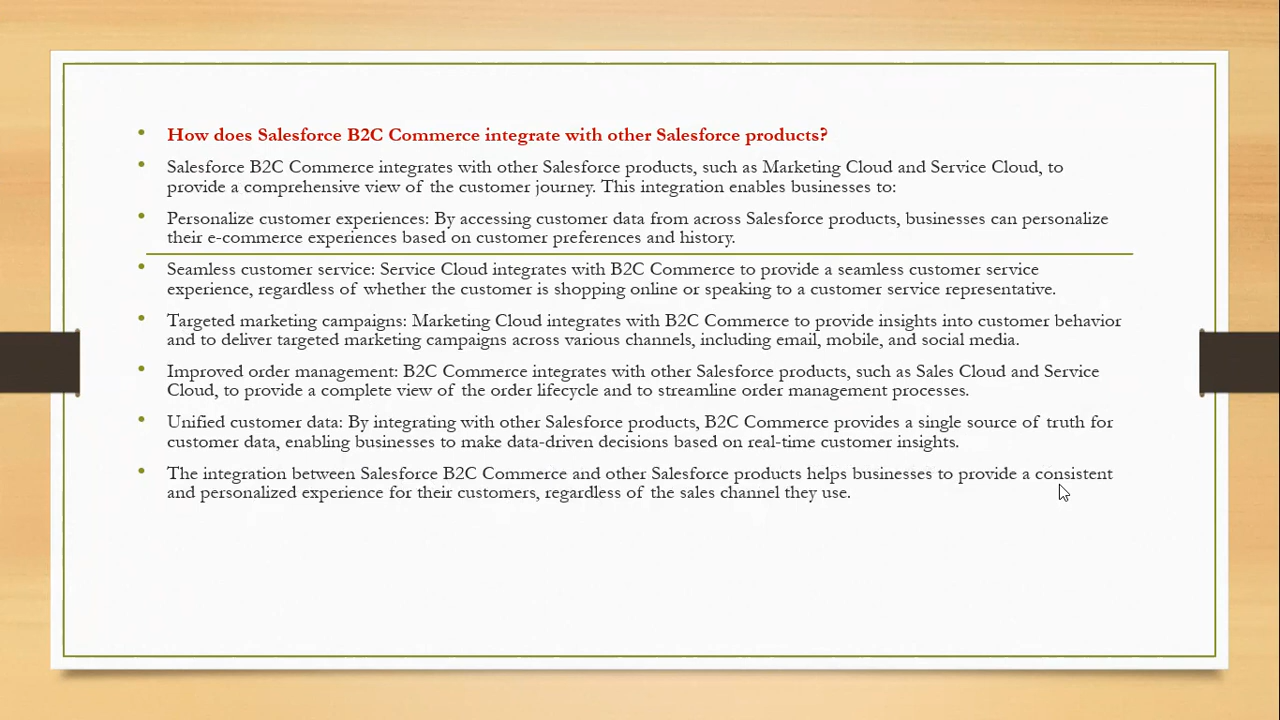 • How does Salesforce B2C Commerce integrate with other Salesforce products?
• Salesforce B2C Commerce integrates with other Salesforce products, such as Marketing Cloud and Service Cloud, to
provide a comprehensive view of the customer journey. This integration enables businesses to:
• Personalize customer experiences: By accessing customer data from across Salesforce products, businesses can personalize
their e-commerce experiences based on customer preferences and history.
• Seamless customer service: Service Cloud integrates with B2C Commerce to provide a seamless customer service
experience, regardless of whether the customer is shopping online or speaking to a customer service representative.
• Targeted marketing campaigns: Marketing Cloud integrates with B2C Commerce to provide insights into customer behavior
and to deliver targeted marketing campaigns across various channels, including email, mobile, and social media.
• Improved order management: B2C Commerce integrates with other Salesforce products, such as Sales Cloud and Service
Cloud, to provide a complete view of the order lifecycle and to streamline order management processes.
• Unified customer data: By integrating with other Salesforce products, B2C Commerce provides a single source of truth for
customer data, enabling businesses to make data-driven decisions based on real-time customer insights.
• The integration between Salesforce B2C Commerce and other Salesforce products helps businesses to provide a consistent
and personalized experience for their customers, regardless of the sales channel they use.